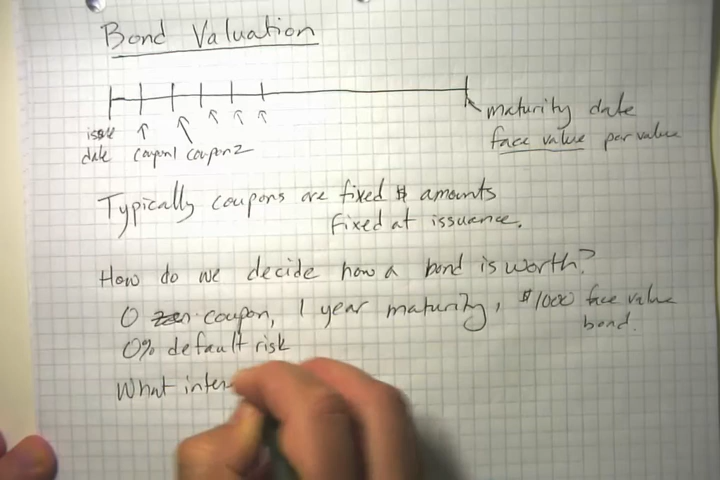 Bond Valuation
maturity date
issue
date coupon1 coupon2
face value par value
Typically coupons are fixed $ amounts
Fixed at issuence.
How do we decide how a bond is worth?
0 coupon, 1 year maturity, $1000 face value
bond.
0% default risk
What inter